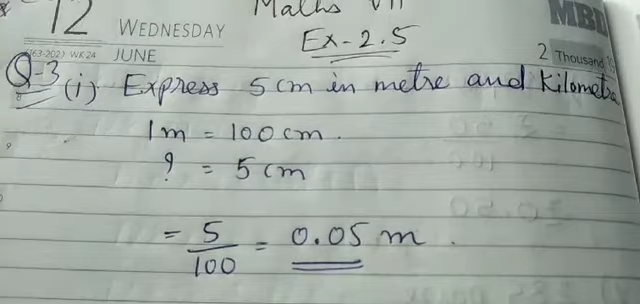 Maths VII
12 WEDNESDAY
MBD
Ex-2.5
(163-202) WK 24 JUNE
2 Thousand
Q-3 (i) Express 5 cm in metre and Kilometre
1m = 100 cm.
? = 5 cm
= 5/100 = 0.05 m.